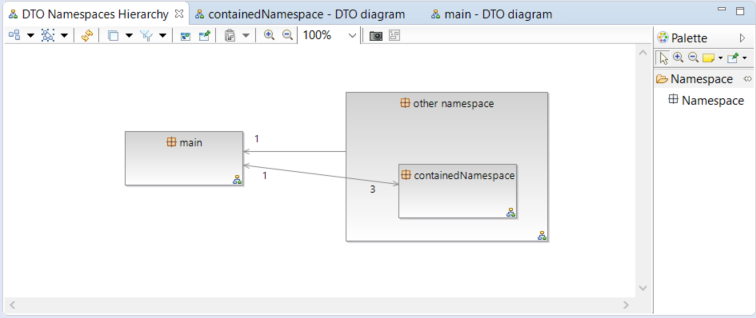 DTO Namespaces Hierarchy
containedNamespace - DTO diagram
main - DTO diagram
100%
Palette
Namespace
Namespace
other namespace
main
1
1
3
containedNamespace